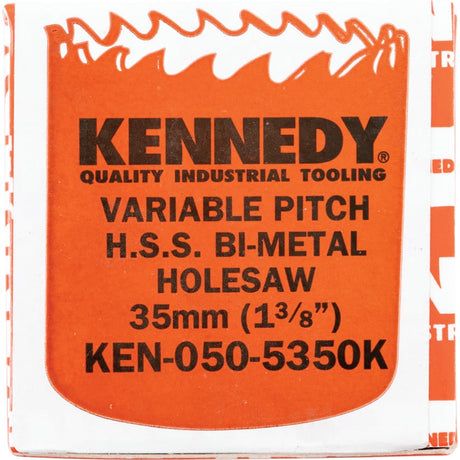 KENNEDY®
QUALITY INDUSTRIAL TOOLING
VARIABLE PITCH
H.S.S. BI-METAL
HOLESAW
35mm (1³/₈”)
KEN-050-5350K